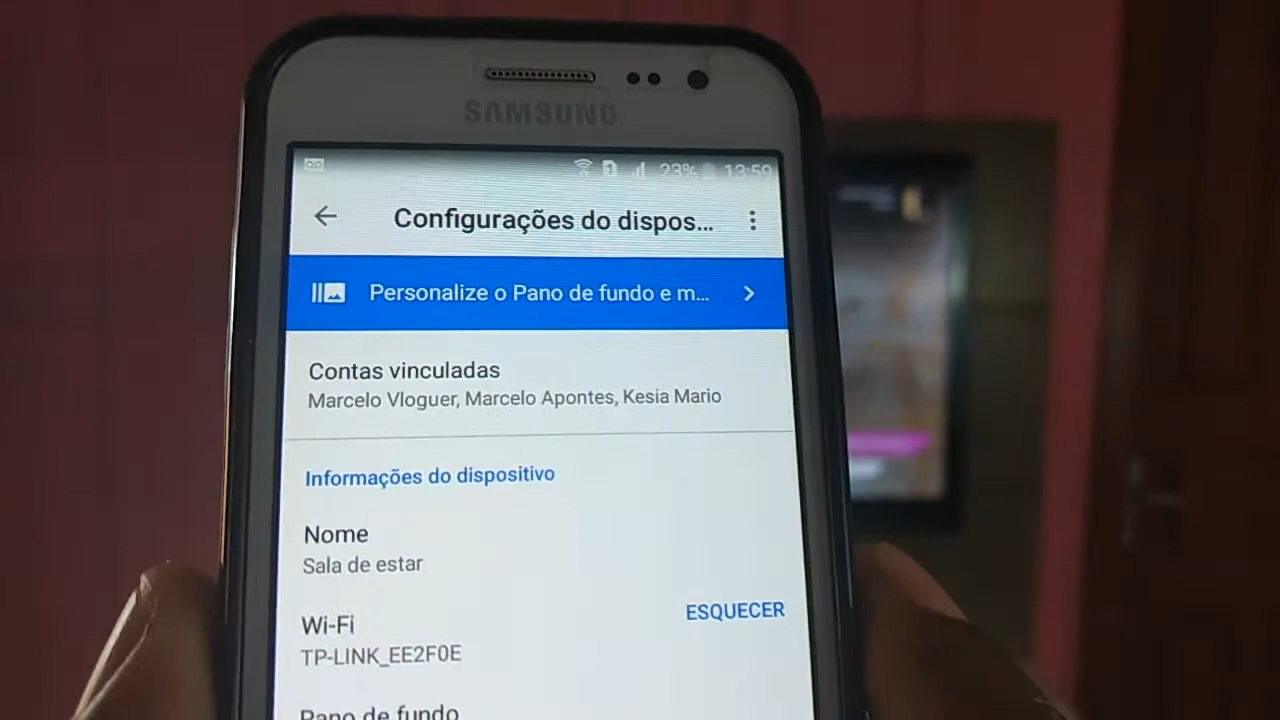 SAMSUNG
23% 13:59
Configurações do dispos...
Personalize o Pano de fundo e m...
Contas vinculadas
Marcelo Vloguer, Marcelo Apontes, Kesia Mario
Informações do dispositivo
Nome
Sala de estar
Wi-Fi
ESQUECER
TP-LINK_EE2F0E
Pano de fundo